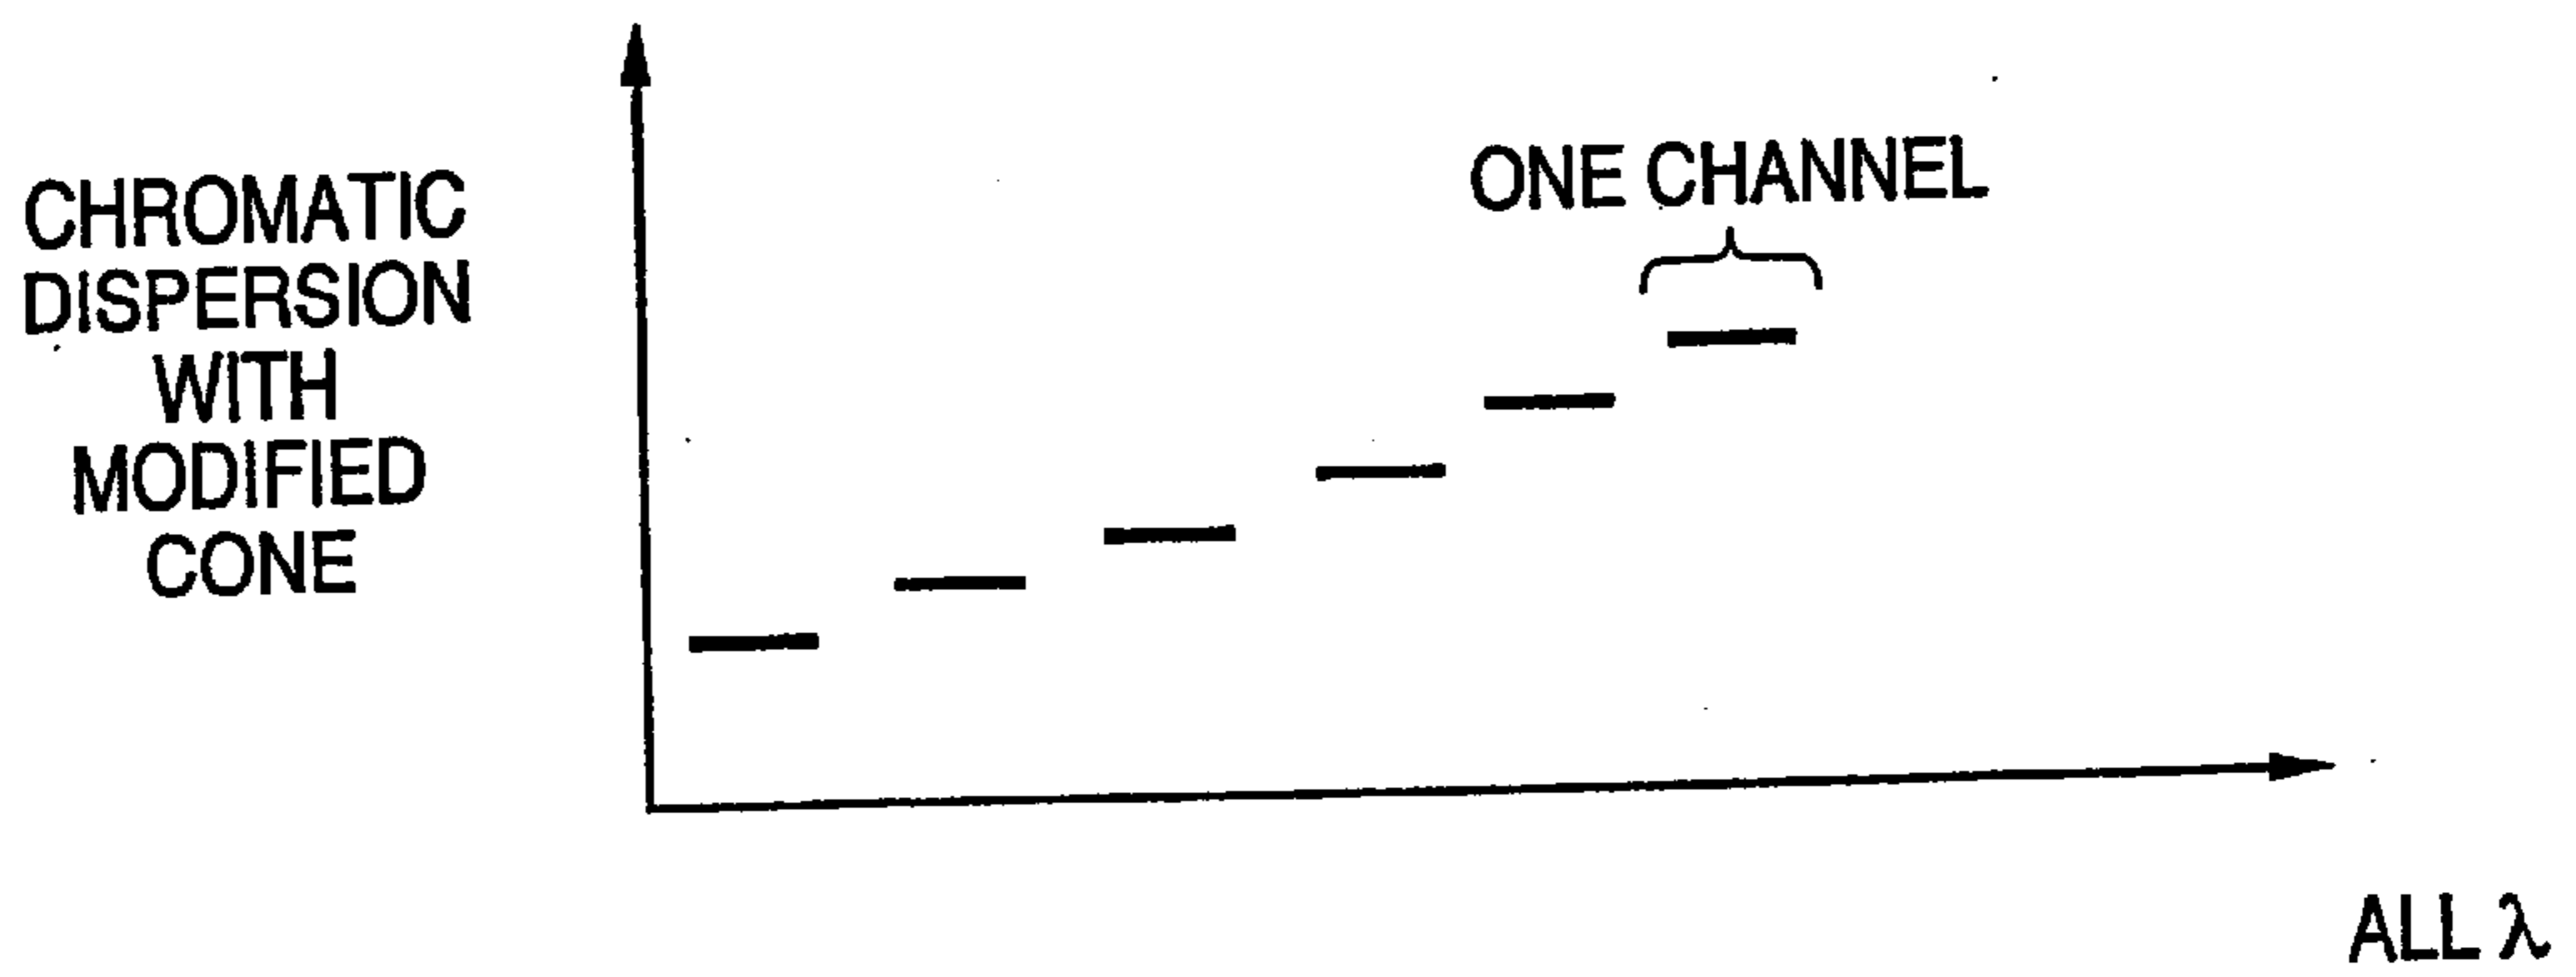 CHROMATIC
DISPERSION
WITH
MODIFIED
CONE
ONE CHANNEL
ALL λ